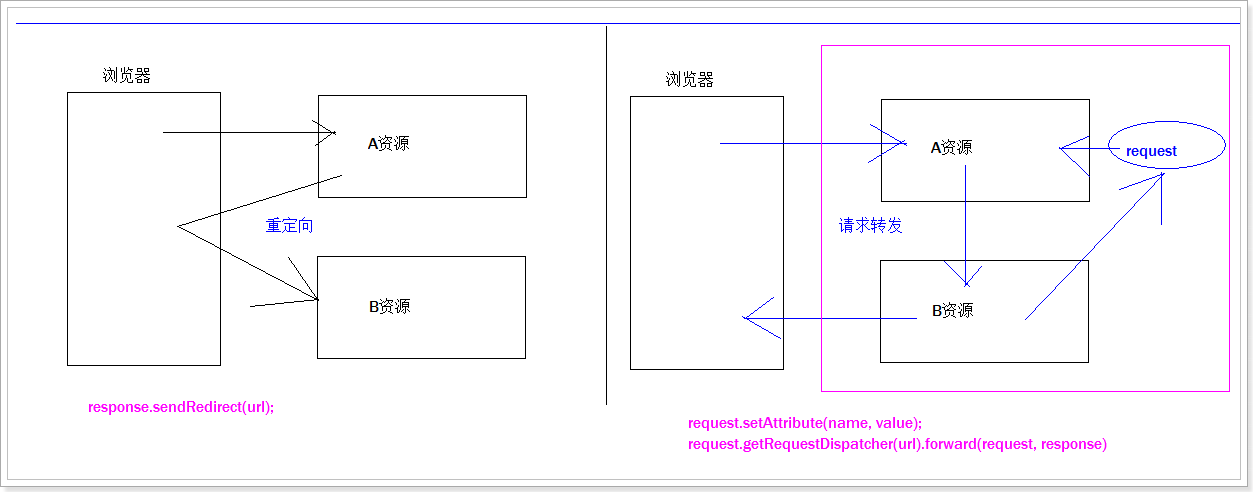 浏览器
A资源
重定向
B资源
response.sendRedirect(url);
浏览器
A资源
request
请求转发
B资源
request.setAttribute(name, value);
request.getRequestDispatcher(url).forward(request, response)